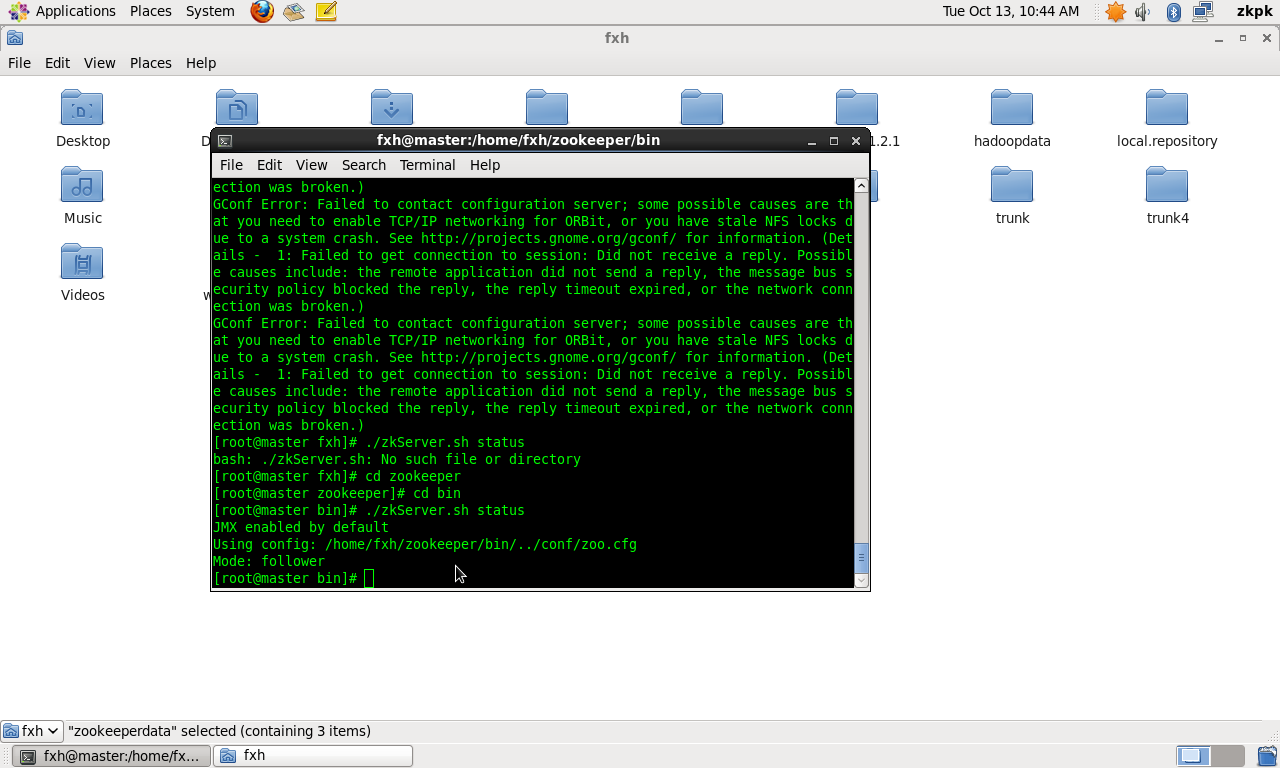 Applications Places System Tue Oct 13, 10:44 AM zkpk
fxh
File Edit View Places Help
Desktop
1.2.1
hadoopdata
local.repository
Music
trunk
trunk4
Videos
fxh@master:/home/fxh/zookeeper/bin
File Edit View Search Terminal Help
ection was broken.)
GConf Error: Failed to contact configuration server; some possible causes are th
at you need to enable TCP/IP networking for ORBit, or you have stale NFS locks d
ue to a system crash. See http://projects.gnome.org/gconf/ for information. (Det
ails -  1: Failed to get connection to session: Did not receive a reply. Possibl
e causes include: the remote application did not send a reply, the message bus s
ecurity policy blocked the reply, the reply timeout expired, or the network conn
ection was broken.)
GConf Error: Failed to contact configuration server; some possible causes are th
at you need to enable TCP/IP networking for ORBit, or you have stale NFS locks d
ue to a system crash. See http://projects.gnome.org/gconf/ for information. (Det
ails -  1: Failed to get connection to session: Did not receive a reply. Possibl
e causes include: the remote application did not send a reply, the message bus s
ecurity policy blocked the reply, the reply timeout expired, or the network conn
ection was broken.)
[root@master fxh]# ./zkServer.sh status
bash: ./zkServer.sh: No such file or directory
[root@master fxh]# cd zookeeper
[root@master zookeeper]# cd bin
[root@master bin]# ./zkServer.sh status
JMX enabled by default
Using config: /home/fxh/zookeeper/bin/../conf/zoo.cfg
Mode: follower
[root@master bin]#
fxh "zookeeperdata" selected (containing 3 items)
fxh@master:/home/fx... fxh